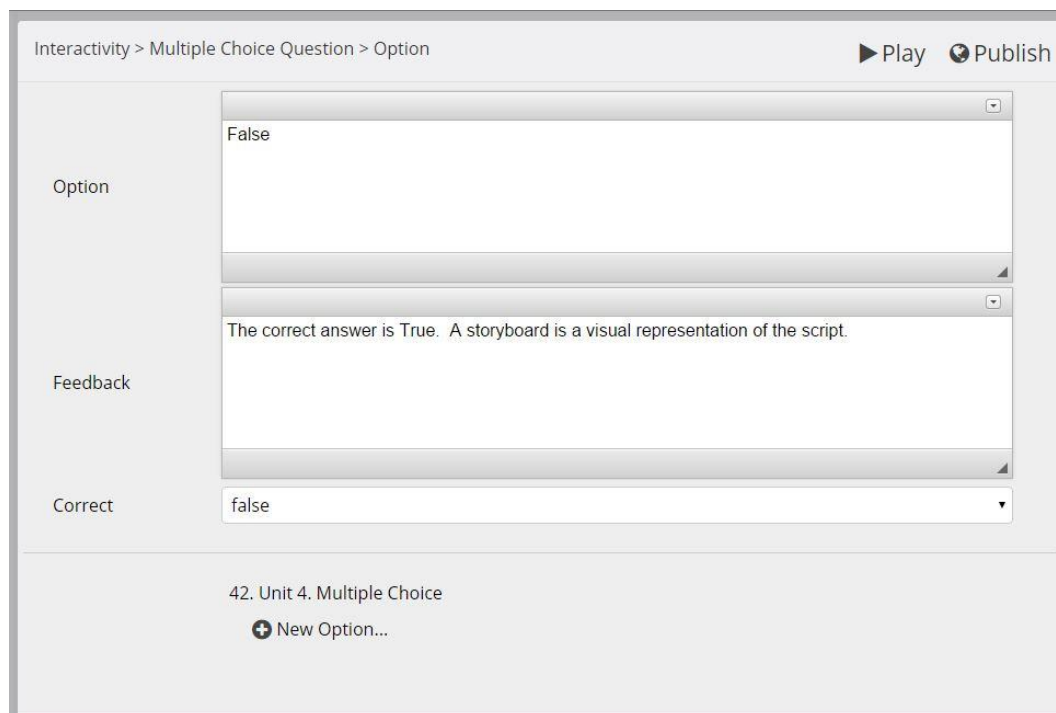 Interactivity > Multiple Choice Question > Option
Play
Publish
Option
False
Feedback
The correct answer is True.  A storyboard is a visual representation of the script.
Correct
false
42. Unit 4. Multiple Choice
New Option...